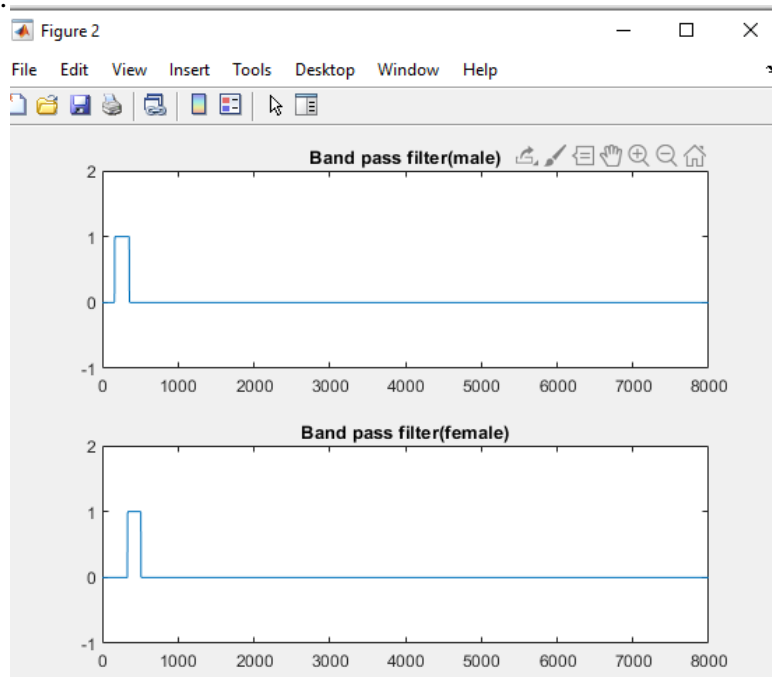 Figure 2
File Edit View Insert Tools Desktop Window Help
Band pass filter(male)
2
1
0
-1
0 1000 2000 3000 4000 5000 6000 7000 8000
Band pass filter(female)
2
1
0
-1
0 1000 2000 3000 4000 5000 6000 7000 8000